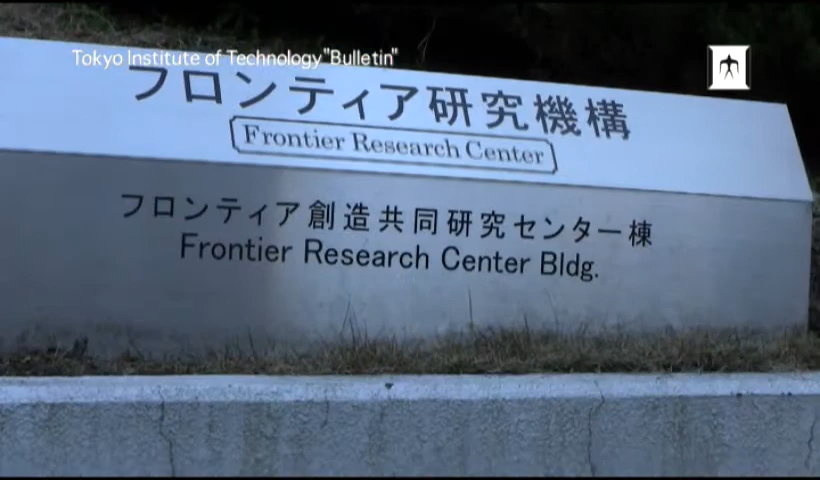 Tokyo Institute of Technology "Bulletin"
フロンティア研究機構
Frontier Research Center
フロンティア創造共同研究センター棟
Frontier Research Center Bldg.